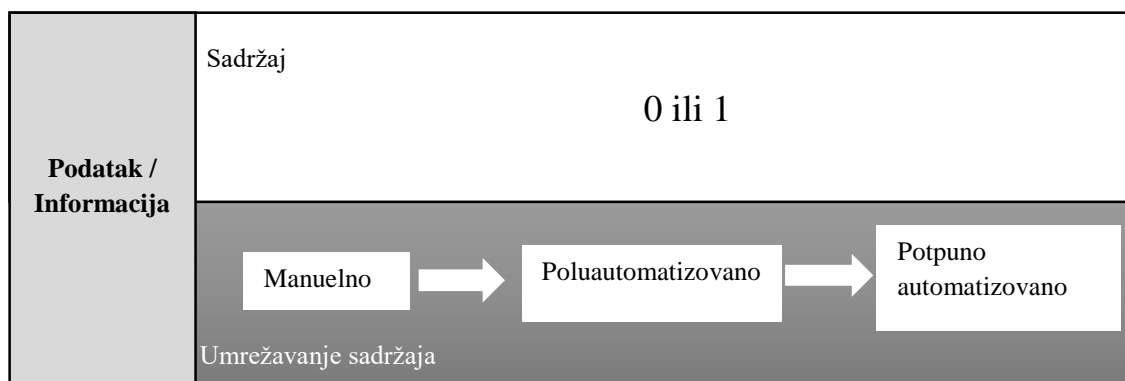 Podatak /
Informacija
Sadržaj
0 ili 1
Manuelno
Poluautomatizovano
Potpuno
automatizovano
Umrežavanje sadržaja